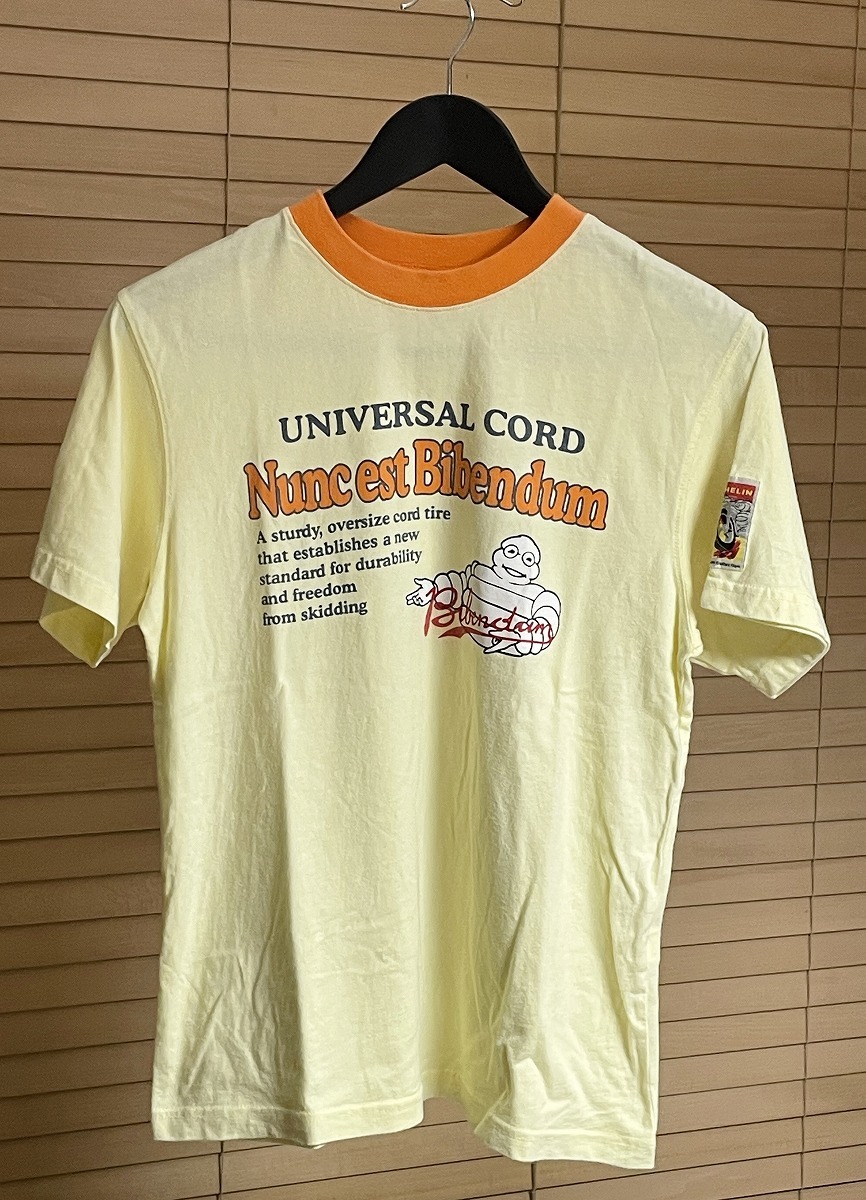 UNIVERSAL CORD
Nunc est Bibendum
A sturdy, oversize cord tire
that establishes a new
standard for durability
and freedom
from skidding
Bibendum
HELIN